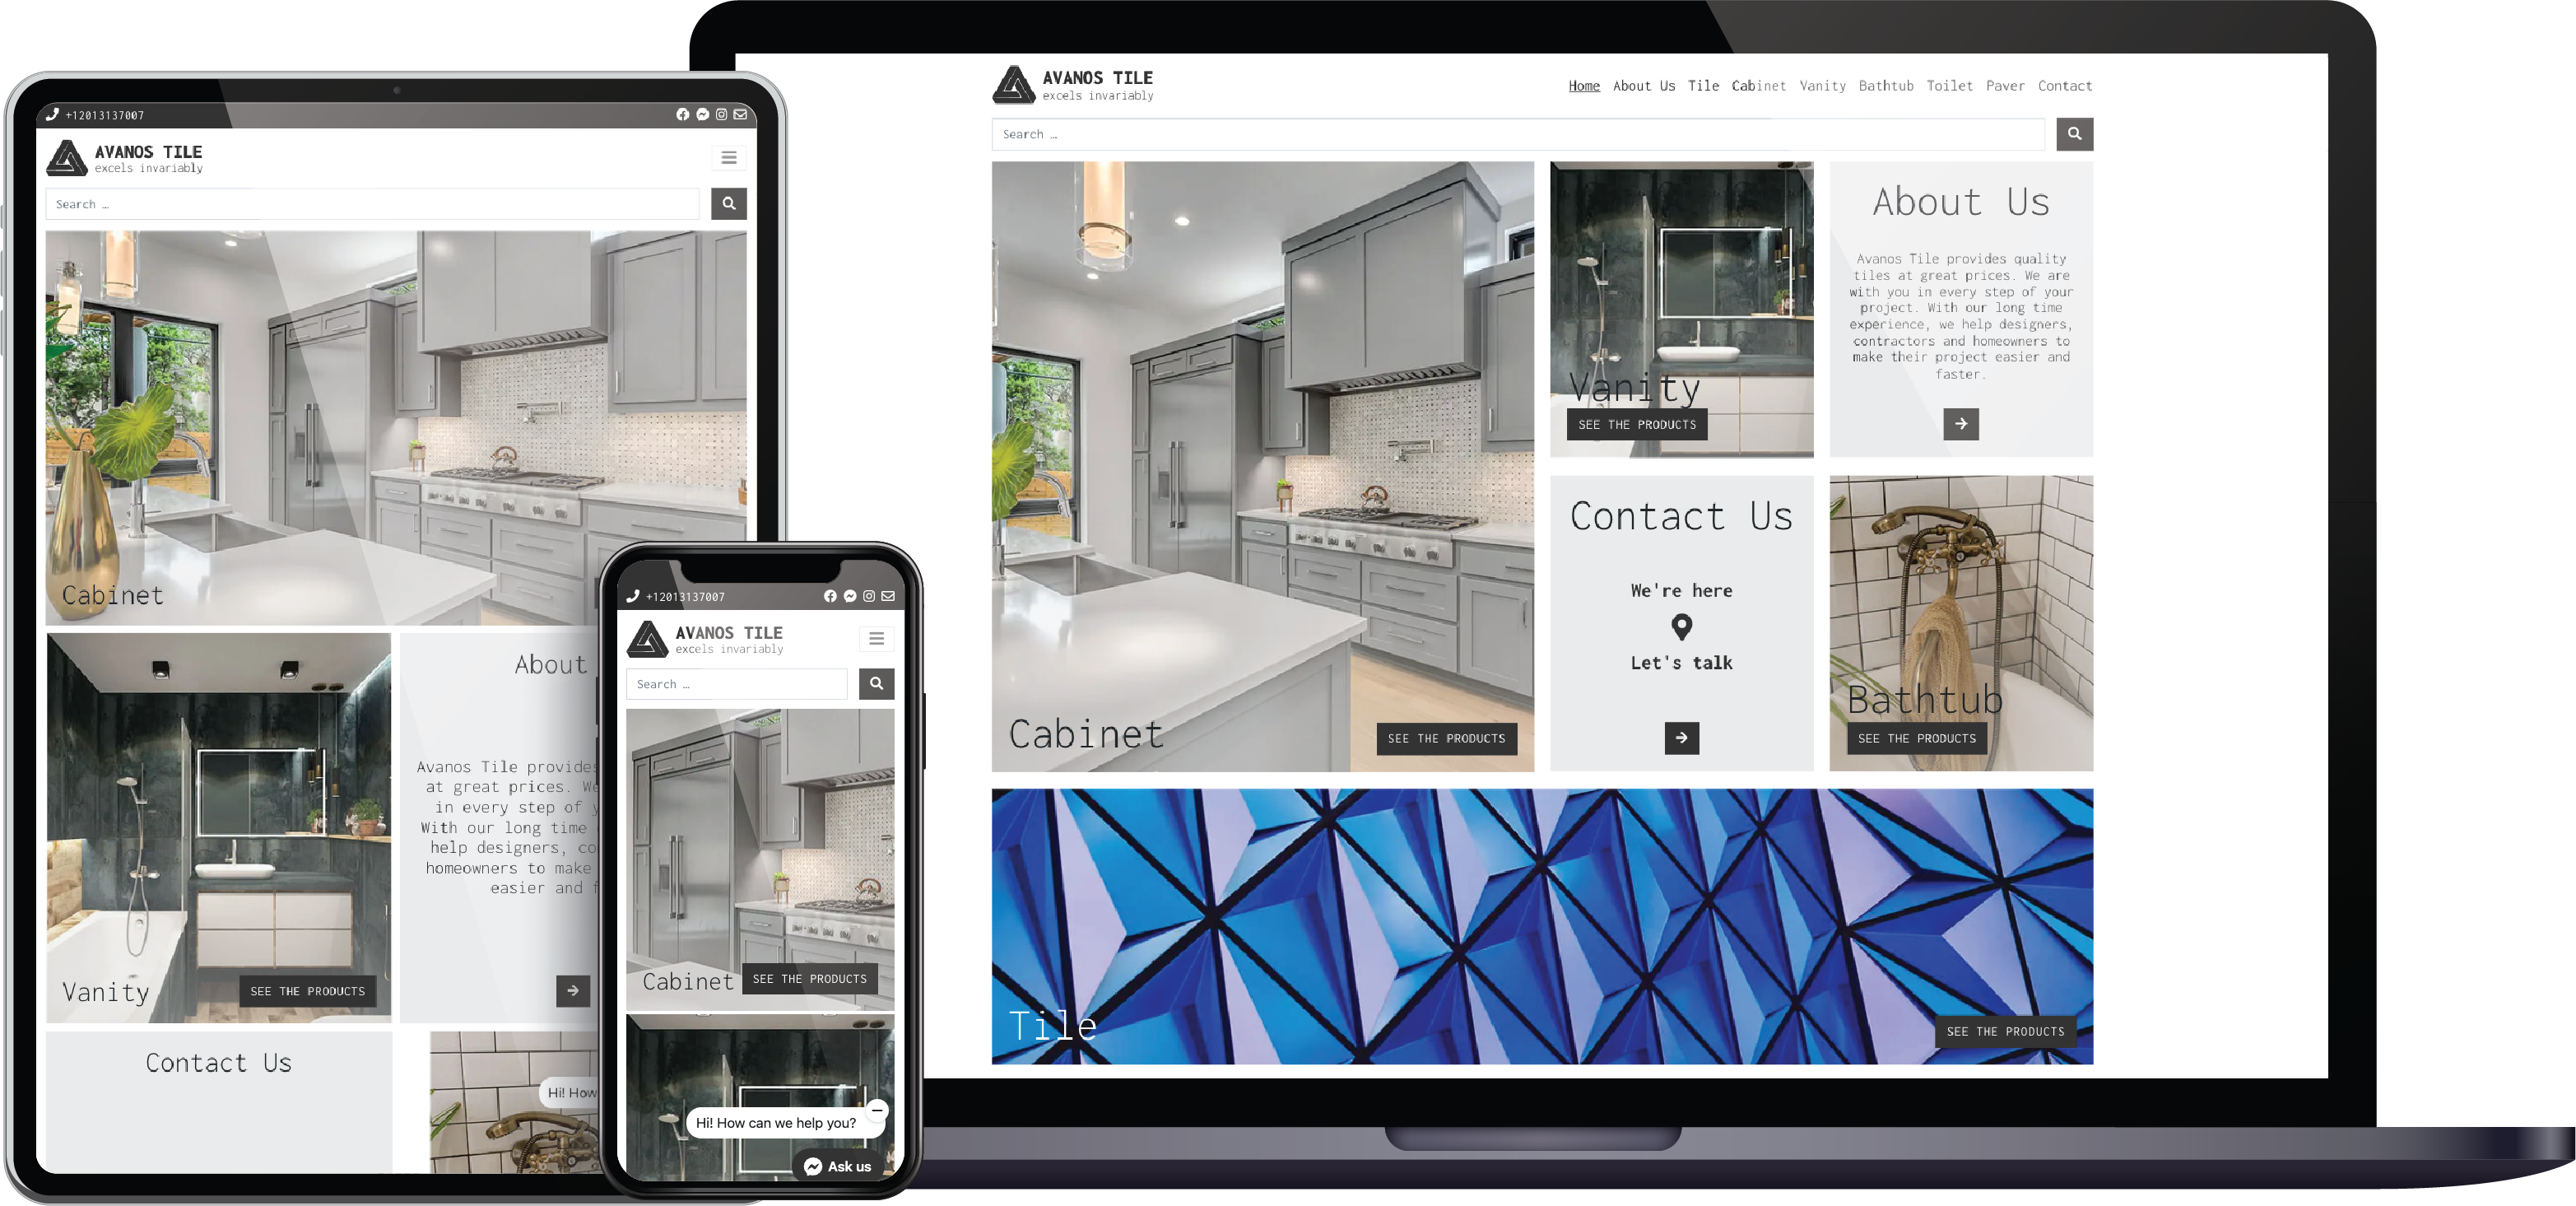 +12013137007
AVANOS TILE
excels invariably
Search …
Cabinet
Vanity
SEE THE PRODUCTS
About
Avanos Tile provides
at great prices. We
in every step of
With our long time
help designers,
homeowners to make
easier and
Contact Us
Hi! How
+12013137007
AVANOS TILE
excels invariably
Search …
Cabinet
SEE THE PRODUCTS
Hi! How can we help you?
Ask us
AVANOS TILE
excels invariably
Home About Us Tile Cabinet Vanity Bathtub Toilet Paver Contact
Search …
Cabinet
SEE THE PRODUCTS
Vanity
SEE THE PRODUCTS
About Us
Avanos Tile provides quality
tiles at great prices. We are
with you in every step of your
project. With our long time
experience, we help designers,
contractors and homeowners to
make their project easier and
faster.
Contact Us
We're here
Let's talk
Bathtub
SEE THE PRODUCTS
Tile
SEE THE PRODUCTS